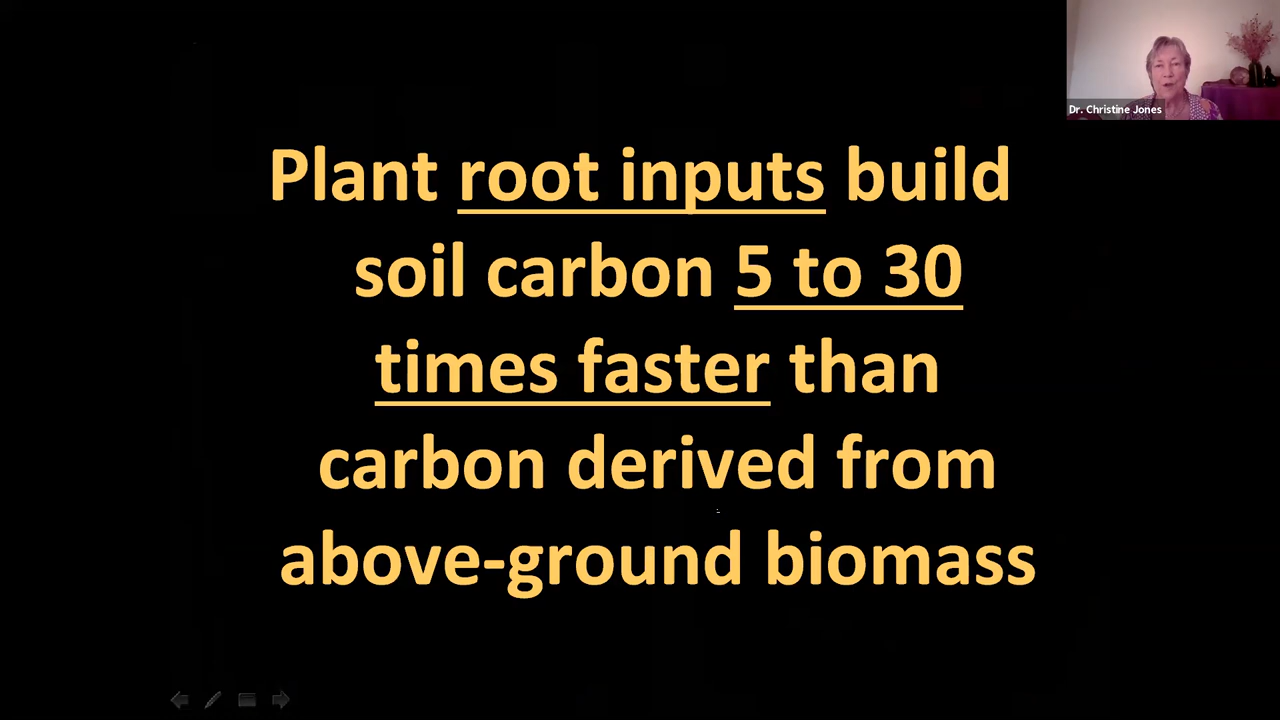 Dr. Christine Jones
Plant root inputs build
soil carbon 5 to 30
times faster than
carbon derived from
above-ground biomass